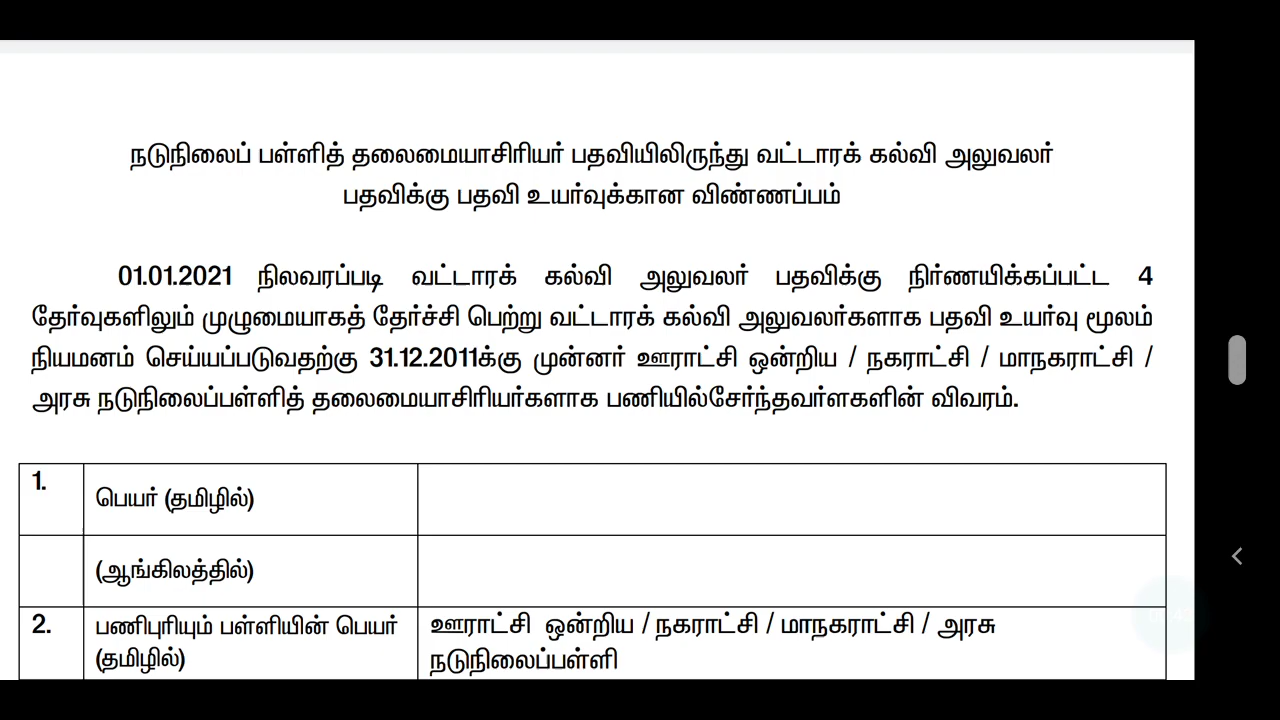 நடுநிலைப் பள்ளித் தலைமையாசிரியர் பதவியிலிருந்து வட்டாரக் கல்வி அலுவலர்
பதவிக்கு பதவி உயர்வுக்கான விண்ணப்பம்
01.01.2021 நிலவரப்படி வட்டாரக் கல்வி அலுவலர் பதவிக்கு நிர்ணயிக்கப்பட்ட 4
தேர்வுகளிலும் முழுமையாகத் தேர்ச்சி பெற்று வட்டாரக் கல்வி அலுவலர்களாக பதவி உயர்வு மூலம்
நியமனம் செய்யப்படுவதற்கு 31.12.2011க்கு முன்னர் ஊராட்சி ஒன்றிய / நகராட்சி / மாநகராட்சி /
அரசு நடுநிலைப்பள்ளித் தலைமையாசிரியர்களாக பணியில்சேர்ந்தவர்ளகளின் விவரம்.
1. பெயர் (தமிழில்)
(ஆங்கிலத்தில்)
2. பணிபுரியும் பள்ளியின் பெயர் ஊராட்சி ஒன்றிய / நகராட்சி / மாநகராட்சி / அரசு
(தமிழில்) நடுநிலைப்பள்ளி